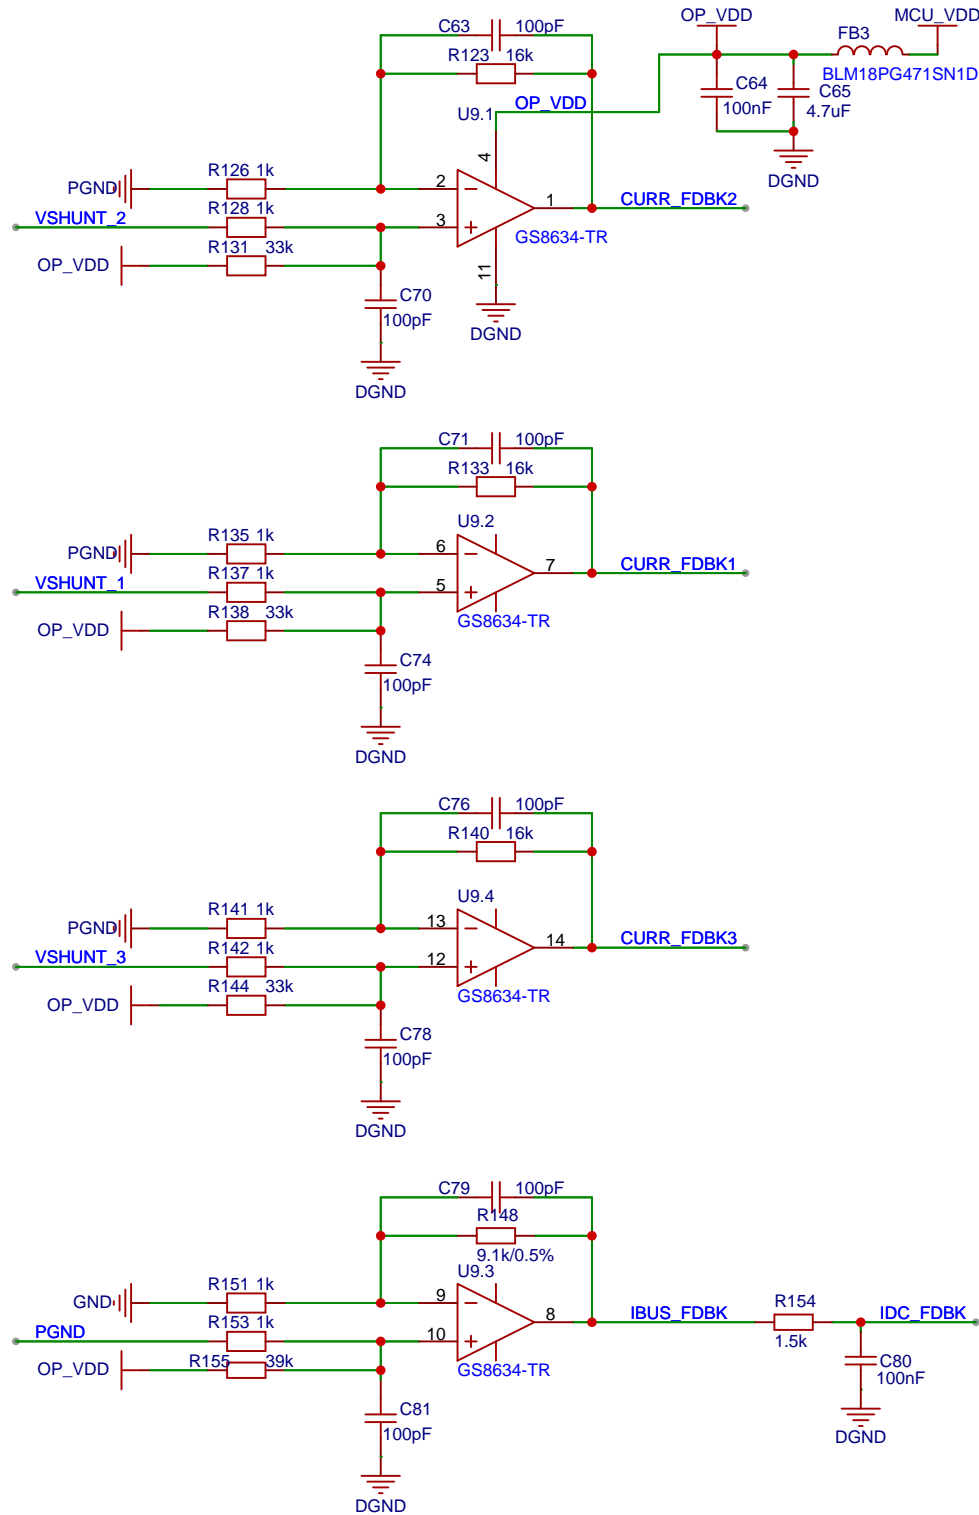 C63 100pF
R123 16k
OP_VDD
MCU_VDD
FB3
BLM18PG471SN1D
C64
100nF
C65
4.7uF
DGND
U9.1
OP_VDD
4
PGND
R126 1k
2
VSHUNT_2
R128 1k
3
1
CURR_FDBK2
OP_VDD
R131 33k
GS8634-TR
11
DGND
C70
100pF
DGND
C71 100pF
R133 16k
U9.2
PGND
R135 1k
6
VSHUNT_1
R137 1k
5
7
CURR_FDBK1
OP_VDD
R138 33k
GS8634-TR
C74
100pF
DGND
C76 100pF
R140 16k
U9.4
PGND
R141 1k
13
VSHUNT_3
R142 1k
12
14
CURR_FDBK3
OP_VDD
R144 33k
GS8634-TR
C78
100pF
DGND
C79 100pF
R148
9.1k/0.5%
U9.3
GND
R151 1k
9
PGND
R153 1k
10
8
IBUS_FDBK
R154
1.5k
IDC_FDBK
OP_VDD
R155 39k
GS8634-TR
C80
100nF
DGND
C81
100pF
DGND